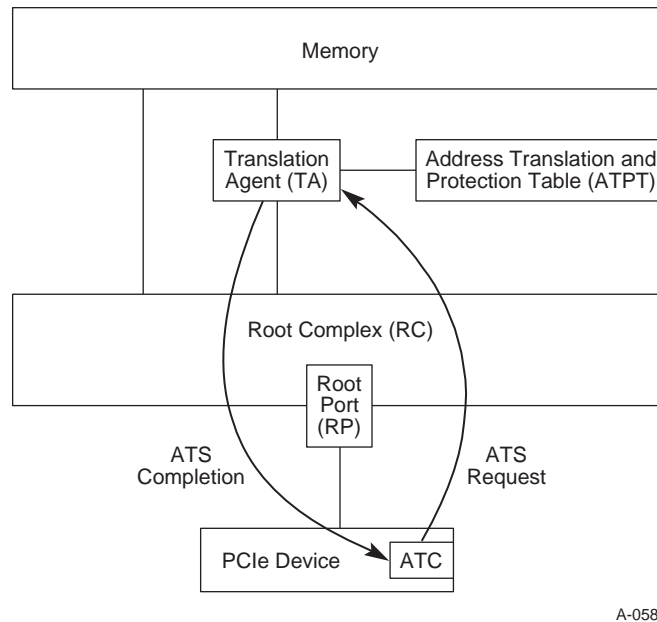 Memory
Translation
Agent (TA)
Address Translation and
Protection Table (ATPT)
Root Complex (RC)
Root
Port
(RP)
ATS
Completion
ATS
Request
PCIe Device
ATC
A-058